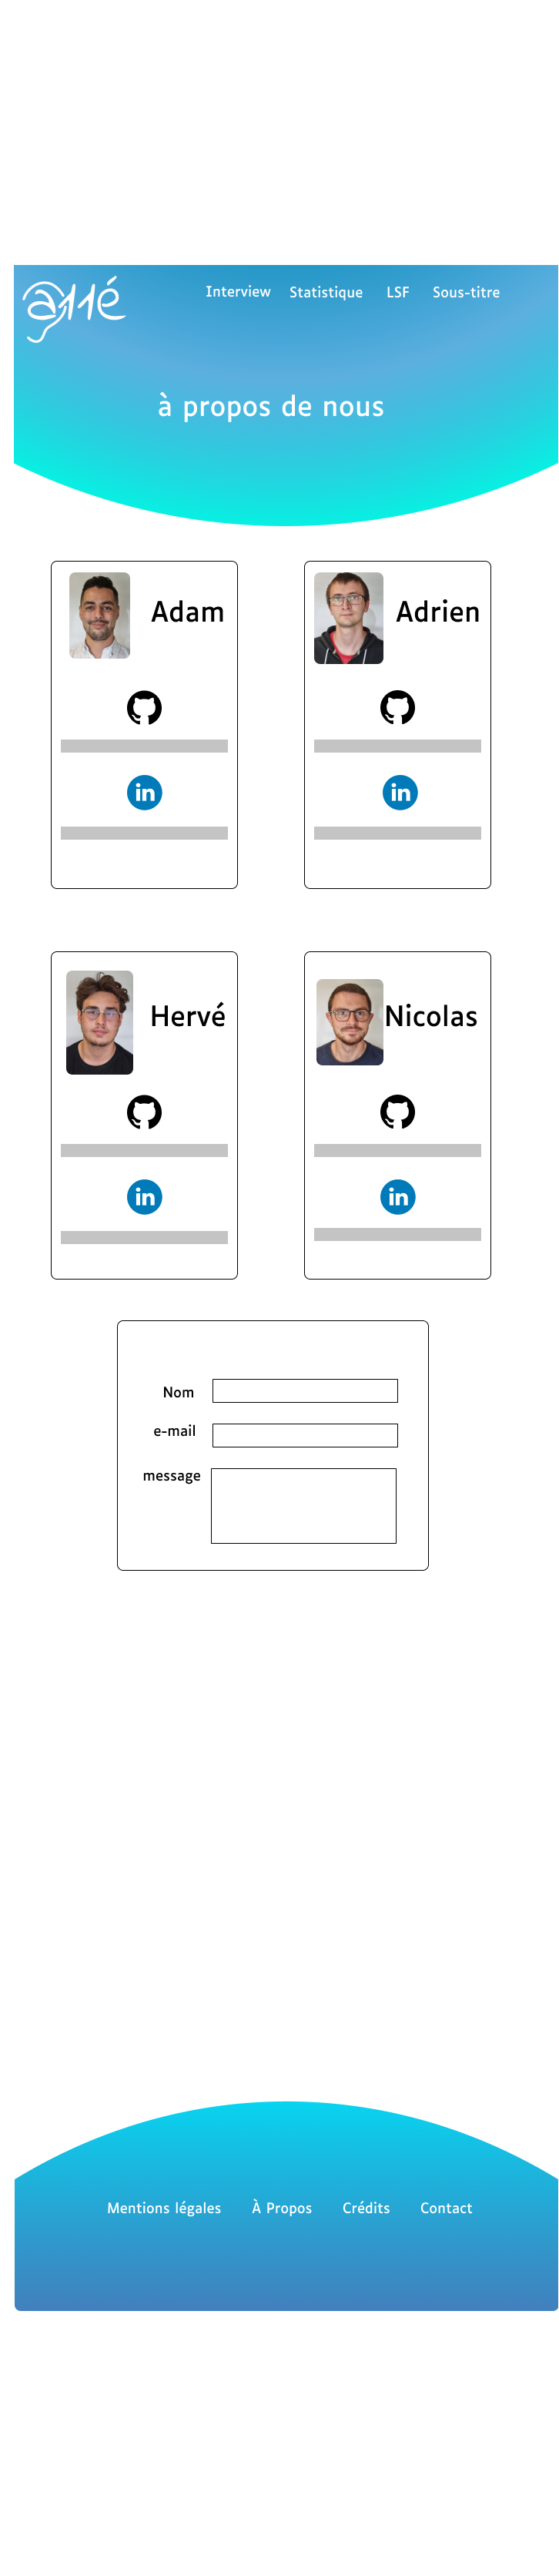 a11é
Interview Statistique LSF Sous-titre
à propos de nous
Adam Adrien
in in
Hervé Nicolas
in in
Nom
e-mail
message
Mentions légales À Propos Crédits Contact